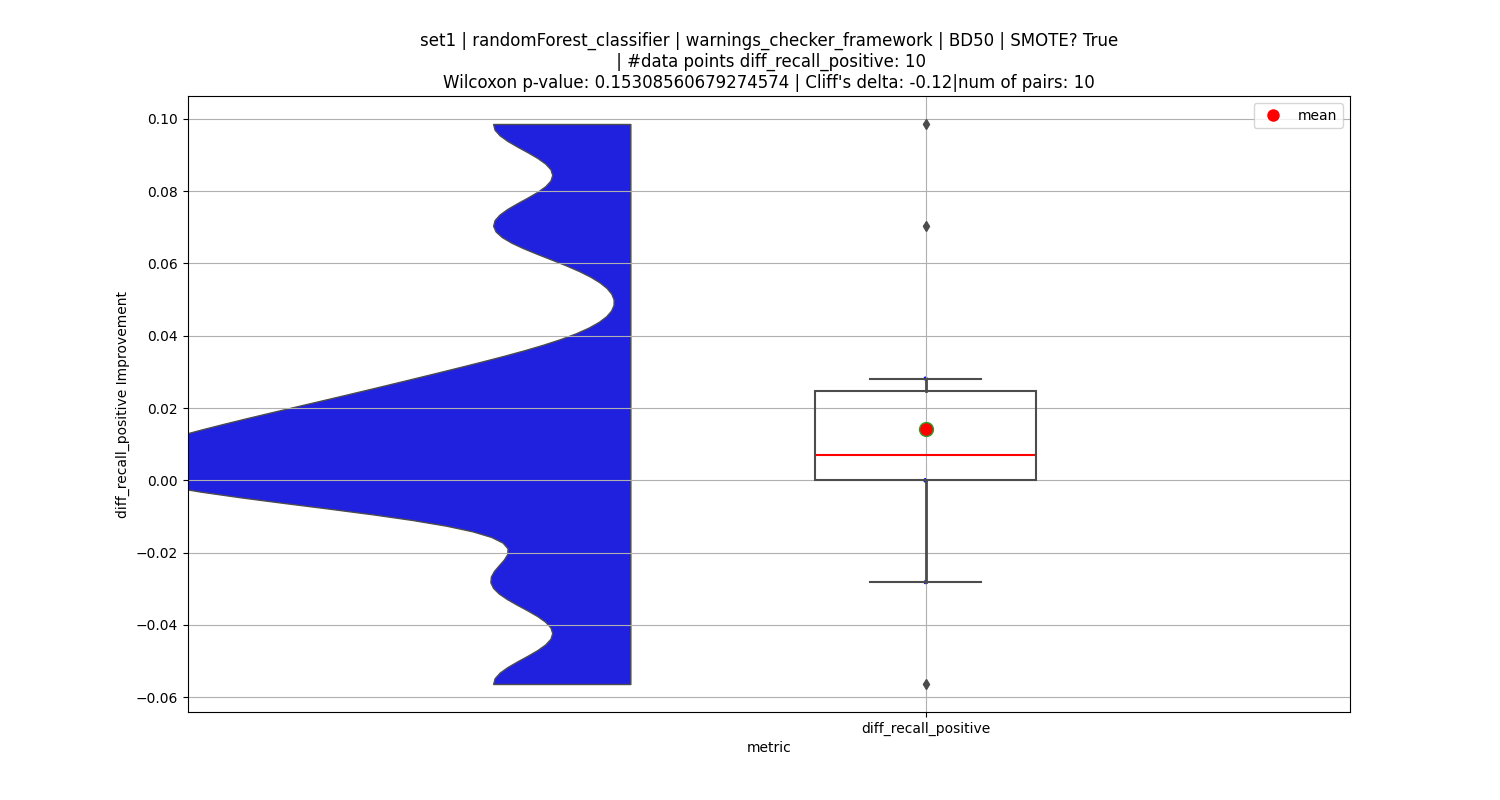 set1 | randomForest_classifier | warnings_checker_framework | BD50 | SMOTE? True
| #data points diff_recall_positive: 10
Wilcoxon p-value: 0.15308560679274574 | Cliff's delta: -0.12|num of pairs: 10
mean
0.10
0.08
0.06
0.04
0.02
0.00
−0.02
−0.04
−0.06
diff_recall_positive Improvement
diff_recall_positive
metric